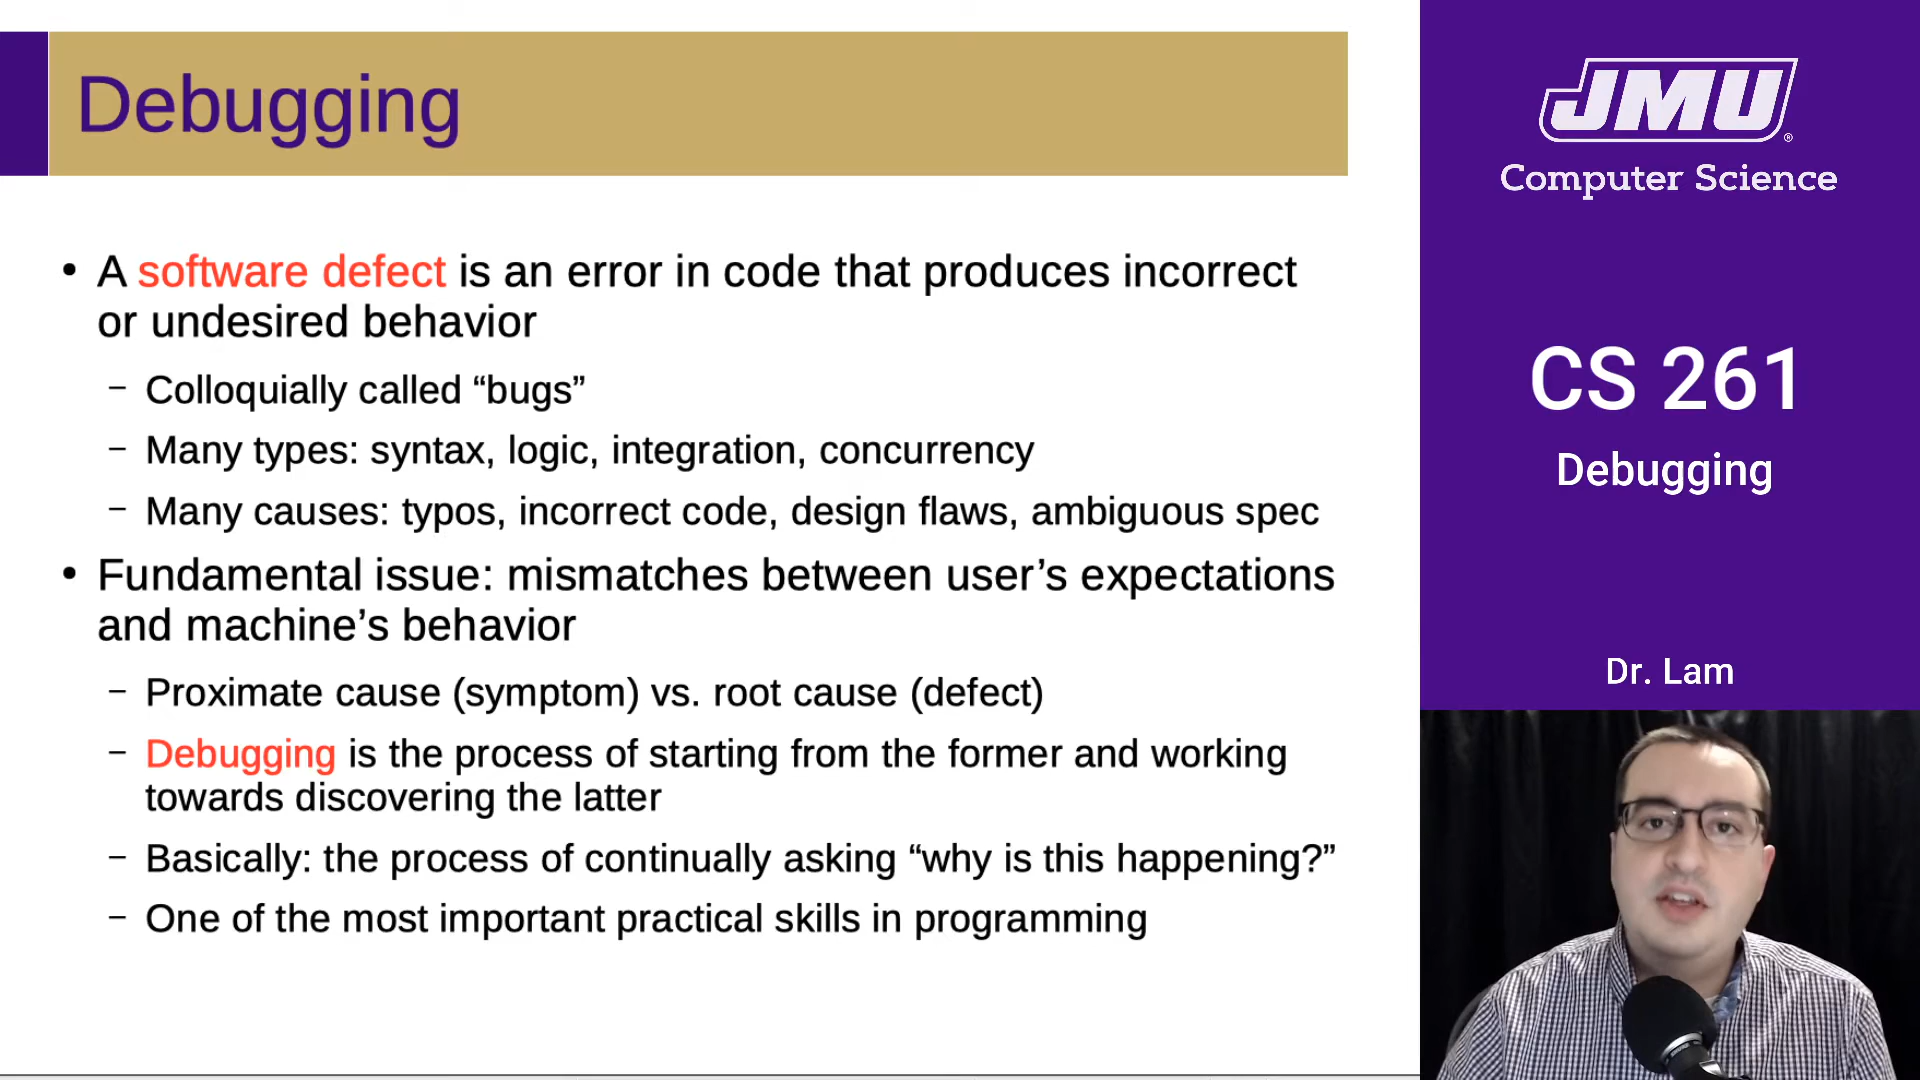 Debugging
• A software defect is an error in code that produces incorrect
or undesired behavior
– Colloquially called “bugs”
– Many types: syntax, logic, integration, concurrency
– Many causes: typos, incorrect code, design flaws, ambiguous spec
• Fundamental issue: mismatches between user’s expectations
and machine’s behavior
– Proximate cause (symptom) vs. root cause (defect)
– Debugging is the process of starting from the former and working
towards discovering the latter
– Basically: the process of continually asking “why is this happening?”
– One of the most important practical skills in programming
JMU®
Computer Science
CS 261
Debugging
Dr. Lam